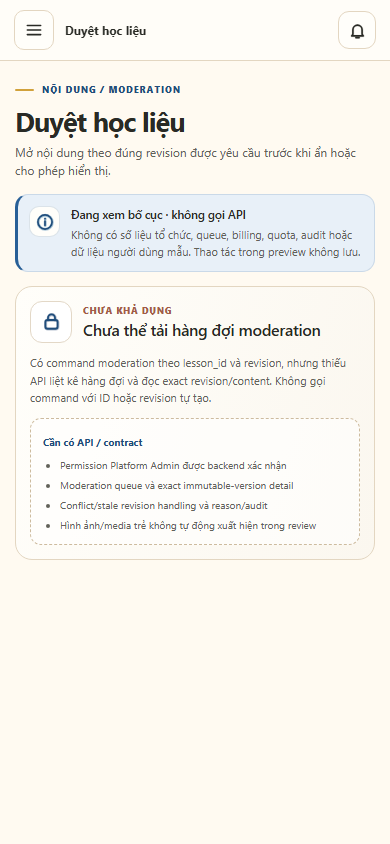 Duyệt học liệu
NỘI DUNG / MODERATION
Duyệt học liệu
Mở nội dung theo đúng revision được yêu cầu trước khi ẩn hoặc
cho phép hiển thị.
Đang xem bố cục · không gọi API
Không có số liệu tổ chức, queue, billing, quota, audit hoặc
dữ liệu người dùng mẫu. Thao tác trong preview không lưu.
CHƯA KHẢ DỤNG
Chưa thể tải hàng đợi moderation
Có command moderation theo lesson_id và revision, nhưng thiếu
API liệt kê hàng đợi và đọc exact revision/content. Không gọi
command với ID hoặc revision tự tạo.
Cần có API / contract
Permission Platform Admin được backend xác nhận
Moderation queue và exact immutable-version detail
Conflict/stale revision handling và reason/audit
Hình ảnh/media trẻ không tự động xuất hiện trong review